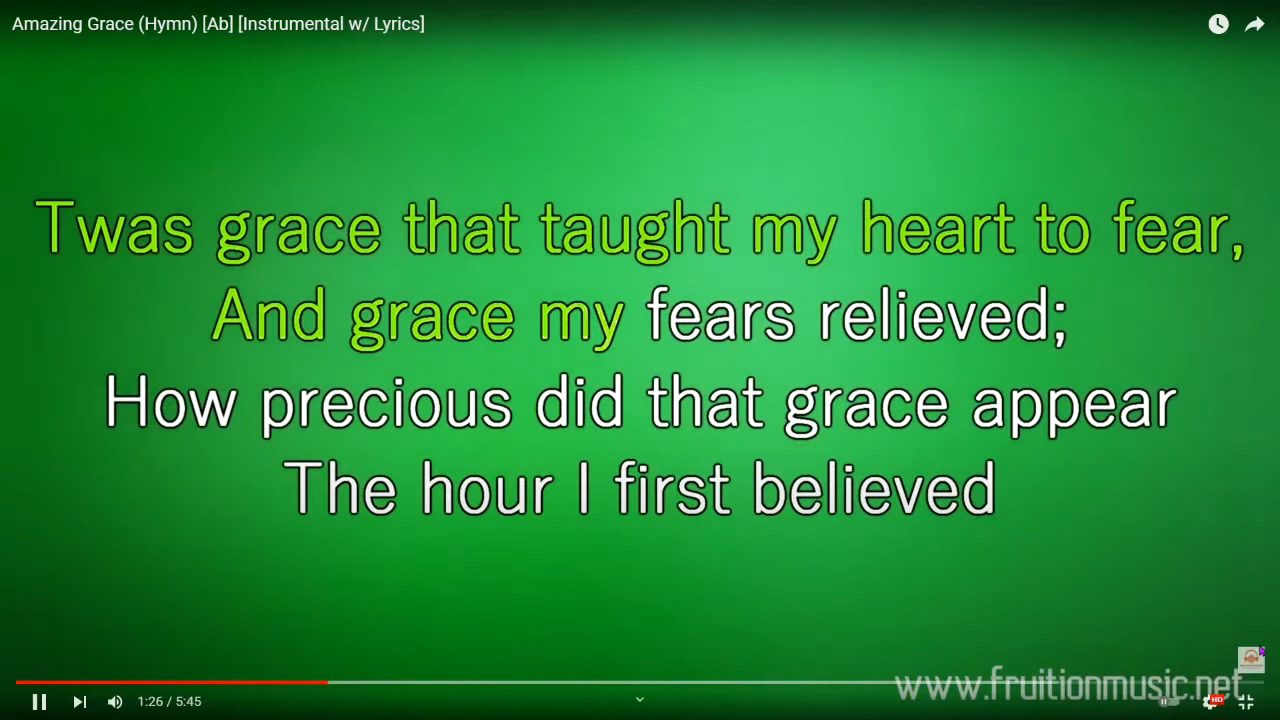 Amazing Grace (Hymn) [Ab] [Instrumental w/ Lyrics]
Twas grace that taught my heart to fear,
And grace my fears relieved;
How precious did that grace appear
The hour I first believed
www.fruitionmusic.net
1:26 / 5:45
HD